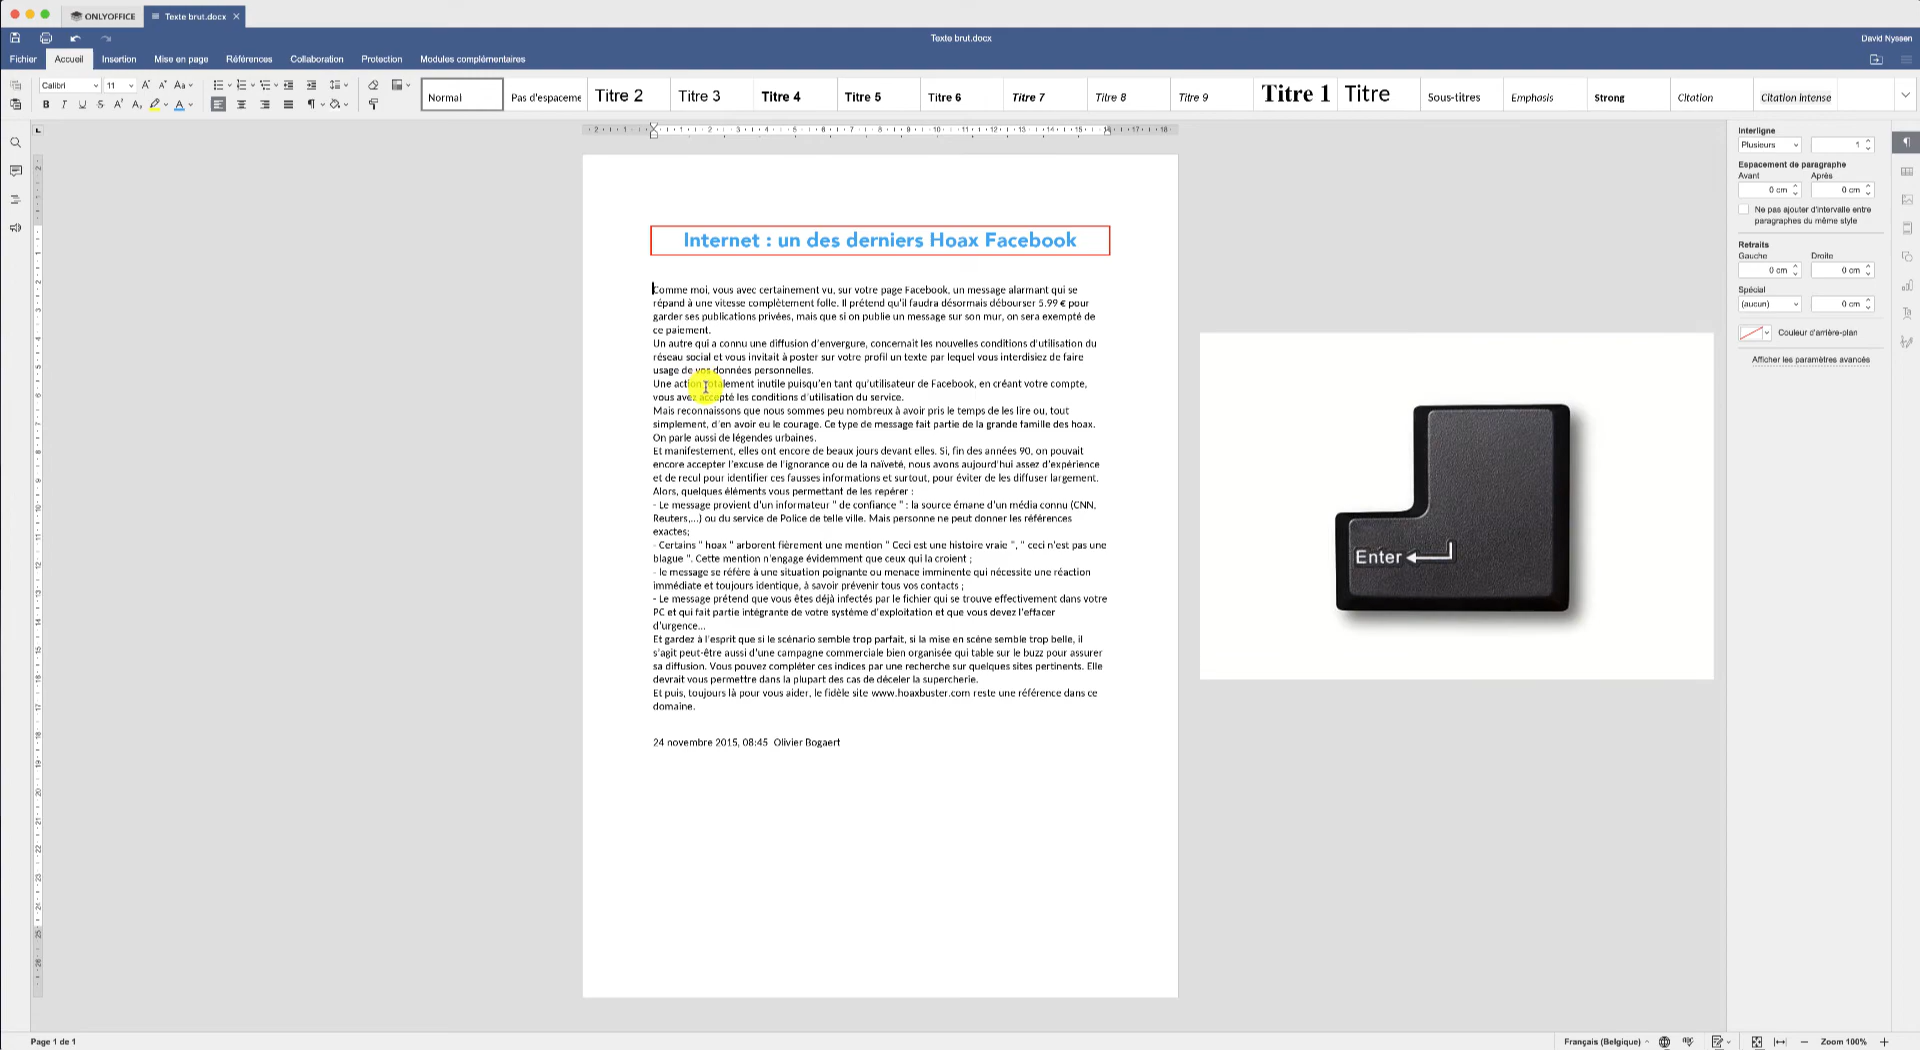 ONLYOFFICE
Texte brut.docx
Texte brut.docx
David Nyssen
Fichier Accueil Insertion Mise en page Références Collaboration Protection Modules complémentaires
Calibri 11
Normal Pas d'espaceme Titre 2 Titre 3 Titre 4 Titre 5 Titre 6 Titre 7 Titre 8 Titre 9 Titre 1 Titre Sous-titres Emphasis Strong Citation Citation intense
Internet : un des derniers Hoax Facebook
Comme moi, vous avec certainement vu, sur votre page Facebook, un message alarmant qui se
répand à une vitesse complètement folle. Il prétend qu'il faudra désormais débourser 5.99 € pour
garder ses publications privées, mais que si on publie un message sur son mur, on sera exempté de
ce paiement.
Un autre qui a connu une diffusion d'envergure, concernait les nouvelles conditions d'utilisation du
réseau social et vous invitait à poster sur votre profil un texte par lequel vous interdisiez de faire
usage de vos données personnelles.
Une action totalement inutile puisqu'en tant qu'utilisateur de Facebook, en créant votre compte,
vous avez accepté les conditions d'utilisation du service.
Mais reconnaissons que nous sommes peu nombreux à avoir pris le temps de les lire ou, tout
simplement, d'en avoir eu le courage. Ce type de message fait partie de la grande famille des hoax.
On parle aussi de légendes urbaines.
Et manifestement, elles ont encore de beaux jours devant elles. Si, fin des années 90, on pouvait
encore accepter l'excuse de l'ignorance ou de la naïveté, nous avons aujourd'hui assez d'expérience
et de recul pour identifier ces fausses informations et surtout, pour éviter de les diffuser largement.
Alors, quelques éléments vous permettant de les repérer :
- Le message provient d'un informateur " de confiance " : la source émane d'un média connu (CNN,
Reuters,...) ou du service de Police de telle ville. Mais personne ne peut donner les références
exactes;
- Certains " hoax " arborent fièrement une mention " Ceci est une histoire vraie ", " ceci n'est pas une
blague ". Cette mention n'engage évidemment que ceux qui la croient ;
- le message se réfère à une situation poignante ou menace imminente qui nécessite une réaction
immédiate et toujours identique, à savoir prévenir tous vos contacts ;
- Le message prétend que vous êtes déjà infectés par le fichier qui se trouve effectivement dans votre
PC et qui fait partie intégrante de votre système d'exploitation et que vous devez l'effacer
d'urgence...
Et gardez à l'esprit que si le scénario semble trop parfait, si la mise en scène semble trop belle, il
s'agit peut-être aussi d'une campagne commerciale bien organisée qui table sur le buzz pour assurer
sa diffusion. Vous pouvez compléter ces indices par une recherche sur quelques sites pertinents. Elle
devrait vous permettre dans la plupart des cas de déceler la supercherie.
Et puis, toujours là pour vous aider, le fidèle site www.hoaxbuster.com reste une référence dans ce
domaine.
24 novembre 2015, 08:45 Olivier Bogaert
Enter
Interligne
Plusieurs 1
Espacement de paragraphe
Avant Après
0 cm 0 cm
Ne pas ajouter d'intervalle entre
paragraphes du même style
Retraits
Gauche Droite
0 cm 0 cm
Spécial
(aucun) 0 cm
Couleur d'arrière-plan
Afficher les paramètres avancés
Page 1 de 1
Français (Belgique)
Zoom 100%